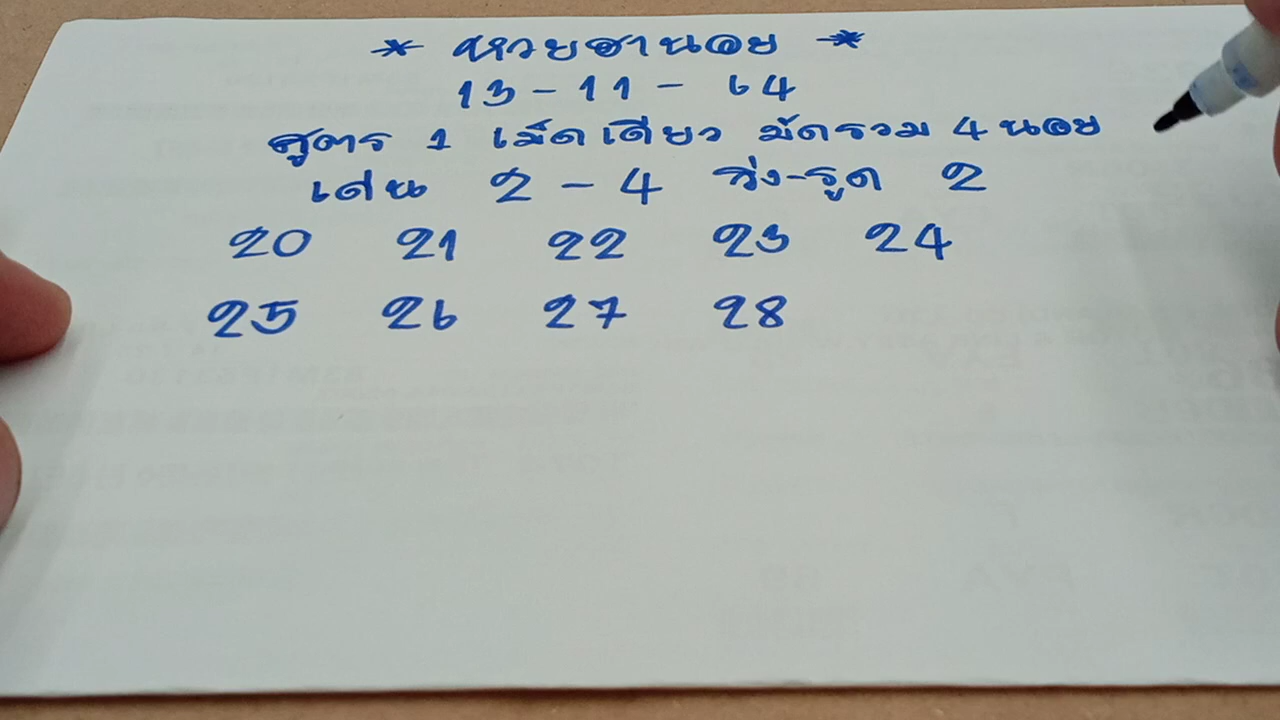 * หวยฮานอย *
13-11-64
สูตร 1 เม็ดเดียว มัดรวม 4 นอย
เด่น 2-4 วิ่ง-รูด 2
20 21 22 23 24
25 26 27 28